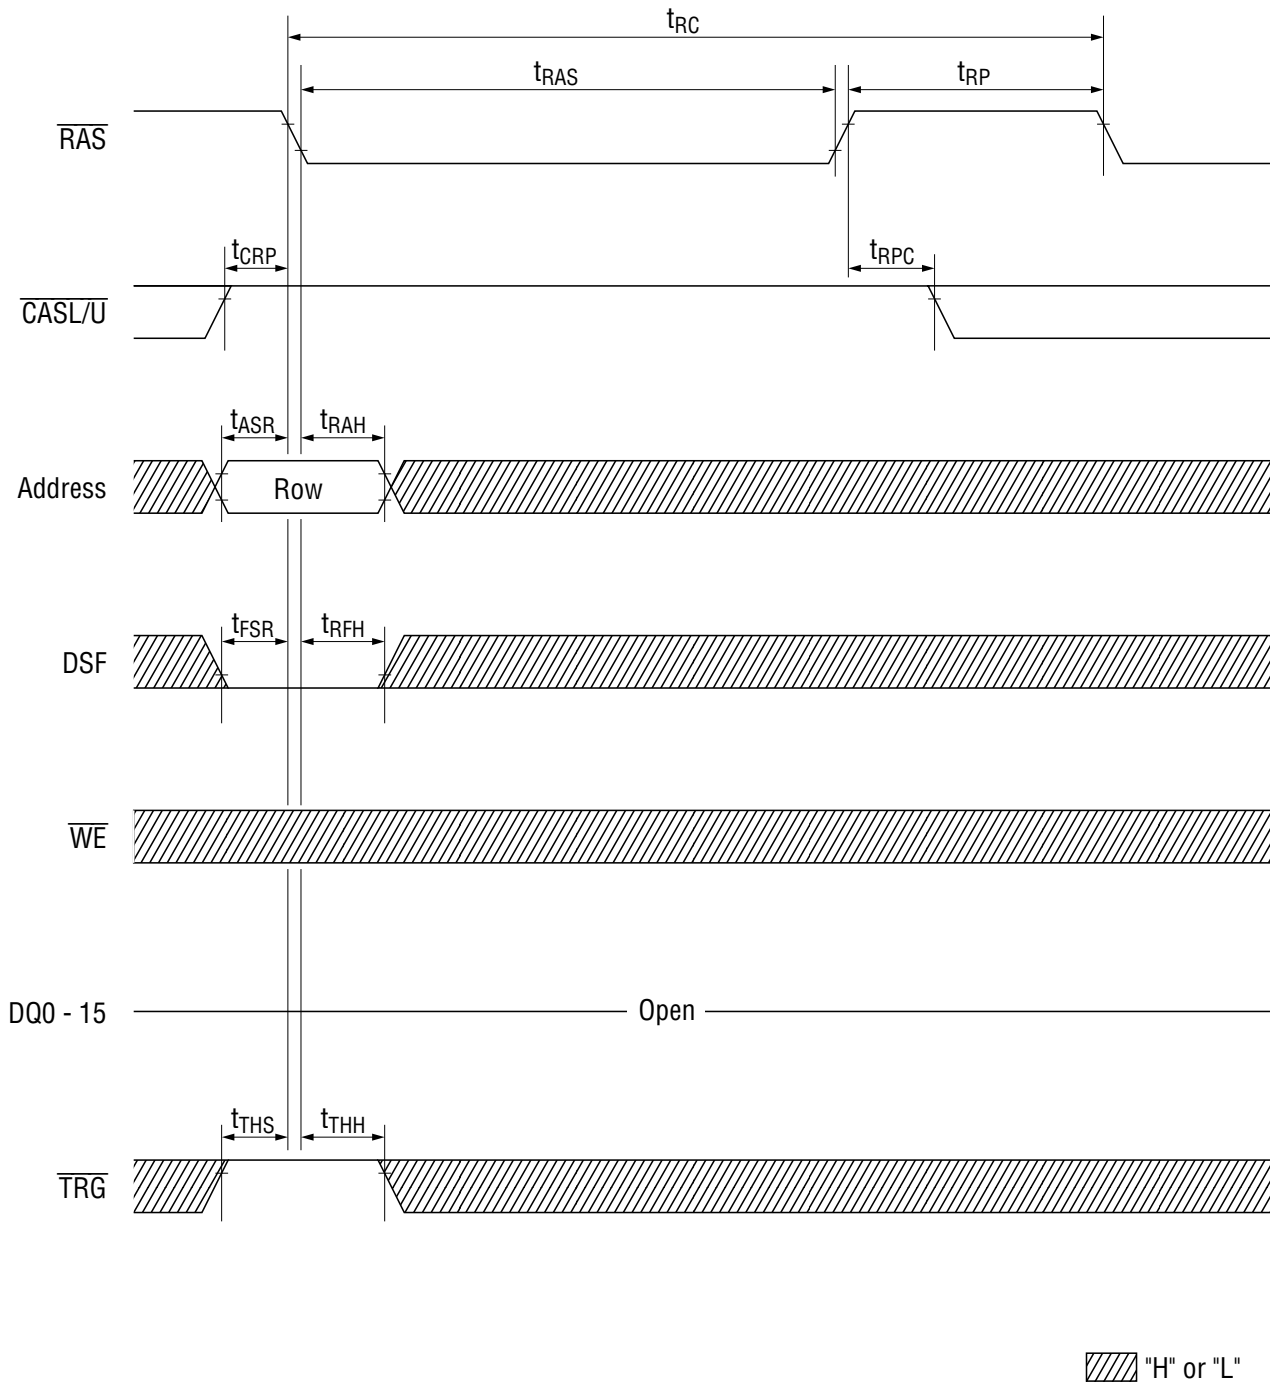 tRC
tRAS tRP
RAS
tCRP tRPC
CASL/U
tASR tRAH
Address Row
tFSR tRFH
DSF
WE
DQ0 - 15 Open
tTHS tTHH
TRG
"H" or "L"